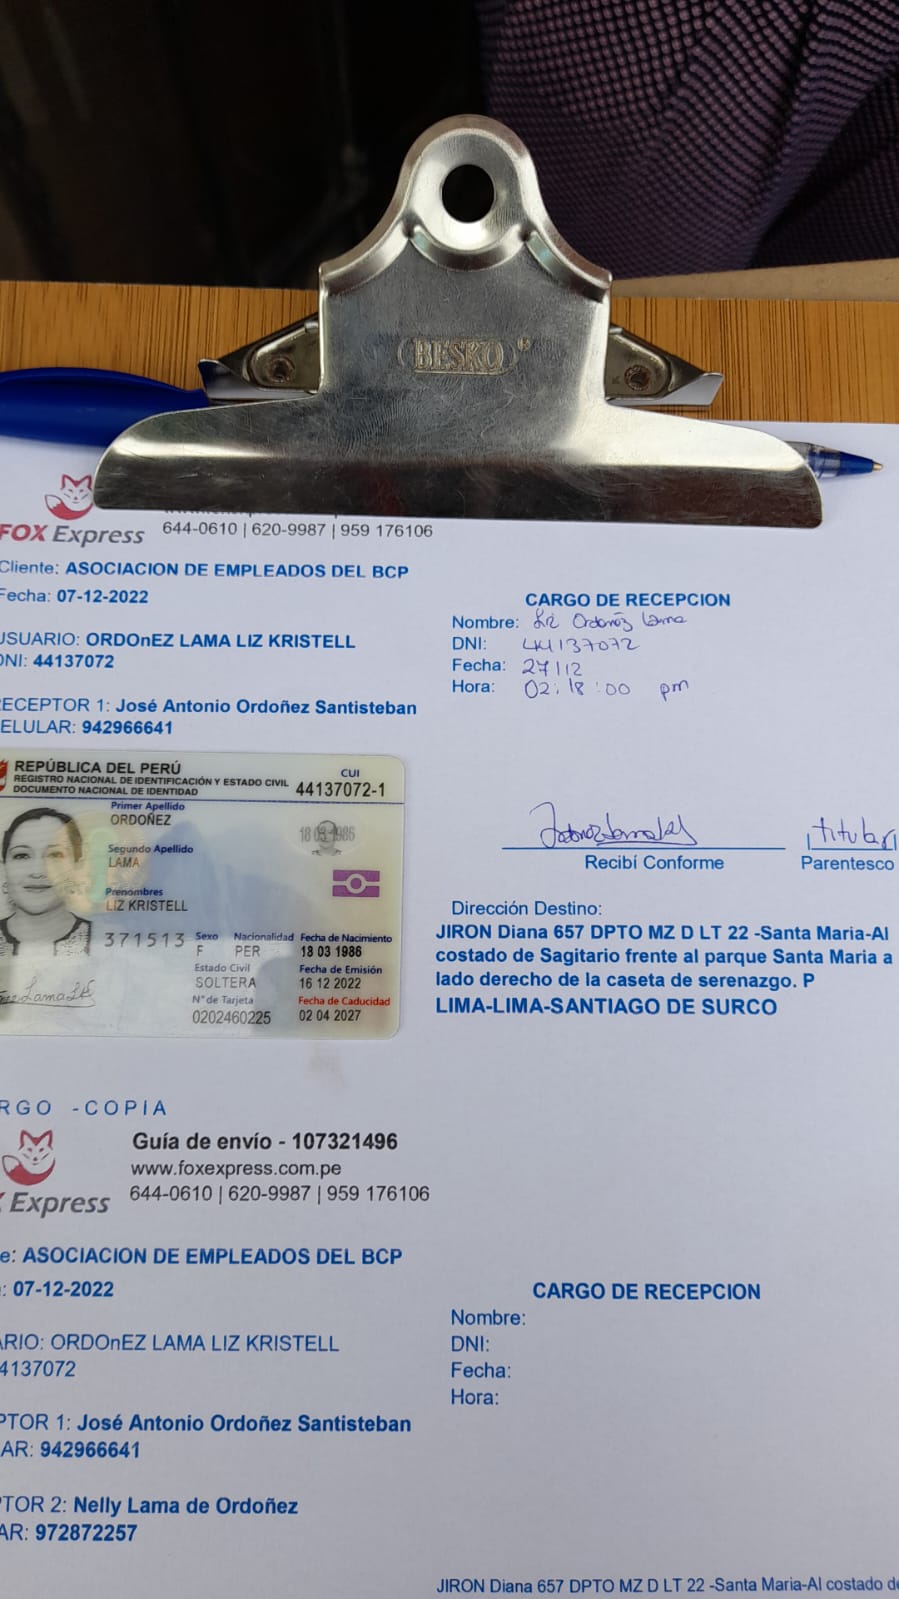 BESKO
FOX Express
644-0610 | 620-9987 | 959 176106
Cliente: ASOCIACION DE EMPLEADOS DEL BCP
Fecha: 07-12-2022
USUARIO: ORDOnEZ LAMA LIZ KRISTELL
DNI: 44137072
RECEPTOR 1: José Antonio Ordoñez Santisteban
CELULAR: 942966641
CARGO DE RECEPCION
Nombre: Liz Ordoñez Lama
DNI: 44137072
Fecha: 27/12
Hora: 02:18:00 pm
REPÚBLICA DEL PERÚ
REGISTRO NACIONAL DE IDENTIFICACIÓN Y ESTADO CIVIL
DOCUMENTO NACIONAL DE IDENTIDAD
CUI
44137072-1
Primer Apellido
ORDOÑEZ
18 03 1986
Segundo Apellido
LAMA
Prenombres
LIZ KRISTELL
371513
Sexo Nacionalidad Fecha de Nacimiento
F PER 18 03 1986
Estado Civil Fecha de Emisión
SOLTERA 16 12 2022
N° de Tarjeta Fecha de Caducidad
0202460225 02 04 2027
titular
Recibí Conforme Parentesco
Dirección Destino:
JIRON Diana 657 DPTO MZ D LT 22 -Santa Maria-Al
costado de Sagitario frente al parque Santa Maria a
lado derecho de la caseta de serenazgo. P
LIMA-LIMA-SANTIAGO DE SURCO
RGO -COPIA
Guía de envío - 107321496
www.foxexpress.com.pe
644-0610 | 620-9987 | 959 176106
X Express
e: ASOCIACION DE EMPLEADOS DEL BCP
: 07-12-2022
ARIO: ORDOnEZ LAMA LIZ KRISTELL
4137072
PTOR 1: José Antonio Ordoñez Santisteban
AR: 942966641
PTOR 2: Nelly Lama de Ordoñez
AR: 972872257
CARGO DE RECEPCION
Nombre:
DNI:
Fecha:
Hora:
JIRON Diana 657 DPTO MZ D LT 22 -Santa Maria-Al costado de